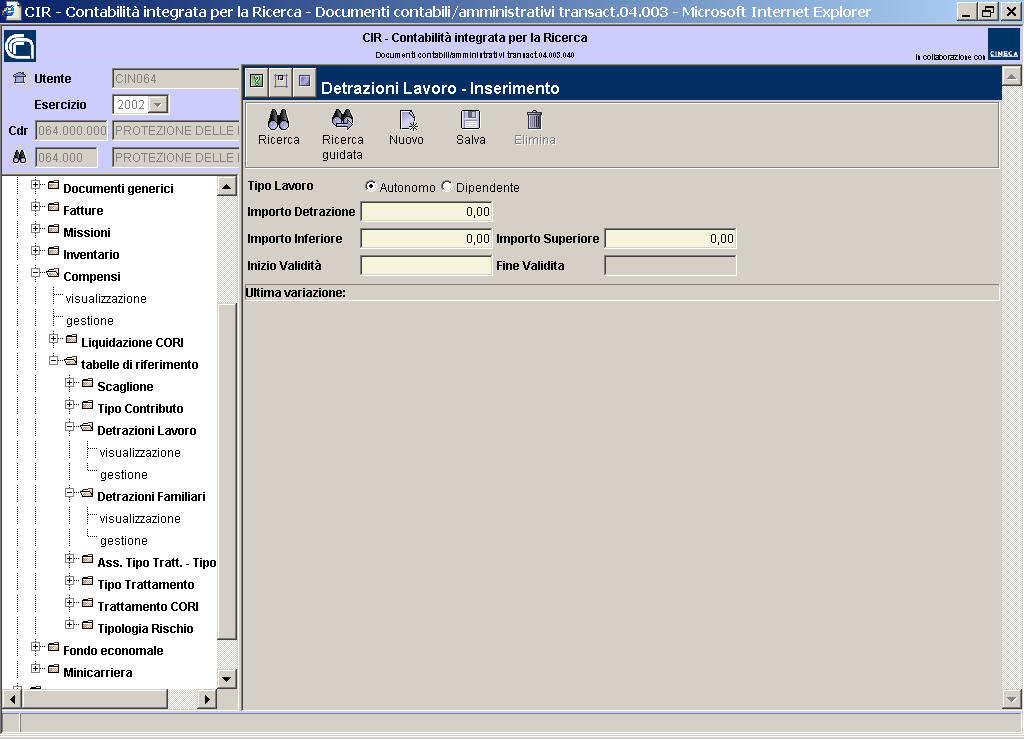 CIR - Contabilità integrata per la Ricerca - Documenti contabili/amministrativi transact.04.003 - Microsoft Internet Explorer
CIR - Contabilità integrata per la Ricerca
Documenti contabili/amministrativi transact.04.003.040
in collaborazione con CINECA
Utente CIN064
Esercizio 2002
Cdr 064.000.000 PROTEZIONE DELLE
064.000 PROTEZIONE DELLE
Documenti generici
Fatture
Missioni
Inventario
Compensi
visualizzazione
gestione
Liquidazione CORI
tabelle di riferimento
Scaglione
Tipo Contributo
Detrazioni Lavoro
visualizzazione
gestione
Detrazioni Familiari
visualizzazione
gestione
Ass. Tipo Tratt. - Tipo
Tipo Trattamento
Trattamento CORI
Tipologia Rischio
Fondo economale
Minicarriera
Detrazioni Lavoro - Inserimento
Ricerca
Ricerca guidata
Nuovo
Salva
Elimina
Tipo Lavoro Autonomo Dipendente
Importo Detrazione 0,00
Importo Inferiore 0,00 Importo Superiore 0,00
Inizio Validità Fine Validita
Ultima variazione: